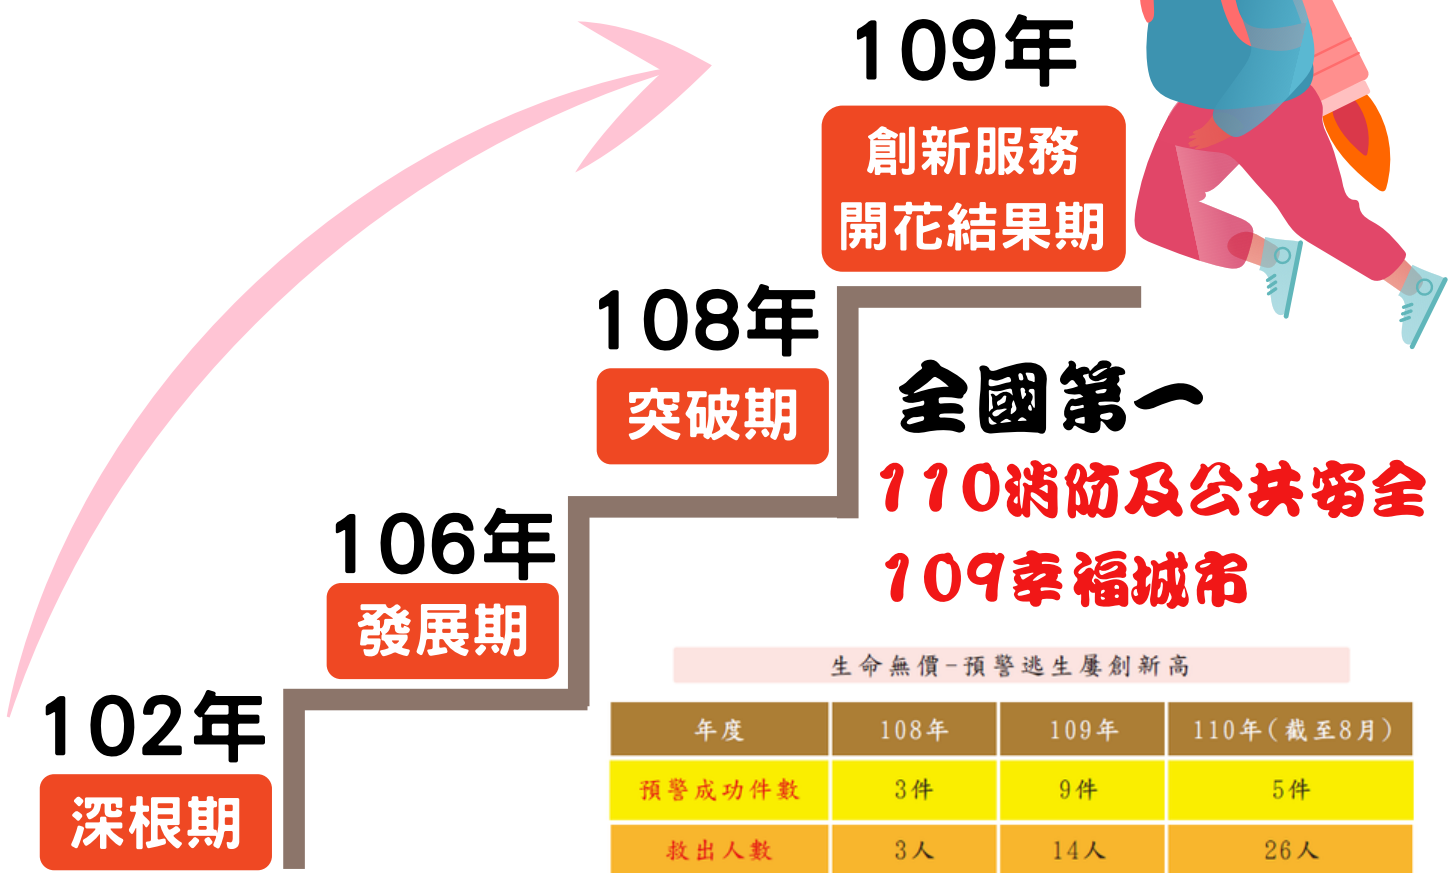 109年
創新服務
開花結果期
108年
突破期
106年
發展期
102年
深根期
全國第一
110消防及公共安全
109幸福城市
生命無價-預警逃生屢創新高
年度 108年 109年 110年(截至8月)
預警成功件數 3件 9件 5件
救出人數 3人 14人 26人